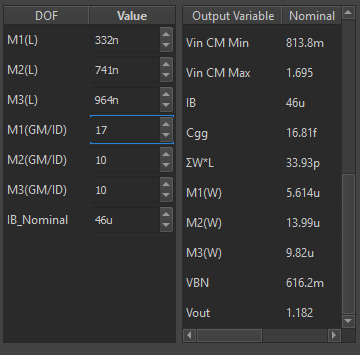 DOF Value
M1(L) 332n
M2(L) 741n
M3(L) 964n
M1(GM/ID) 17
M2(GM/ID) 10
M3(GM/ID) 10
IB_Nominal 46u
Output Variable Nominal
Vin CM Min 813.8m
Vin CM Max 1.695
IB 46u
Cgg 16.81f
ΣW*L 33.93p
M1(W) 5.614u
M2(W) 13.99u
M3(W) 9.82u
VBN 616.2m
Vout 1.182